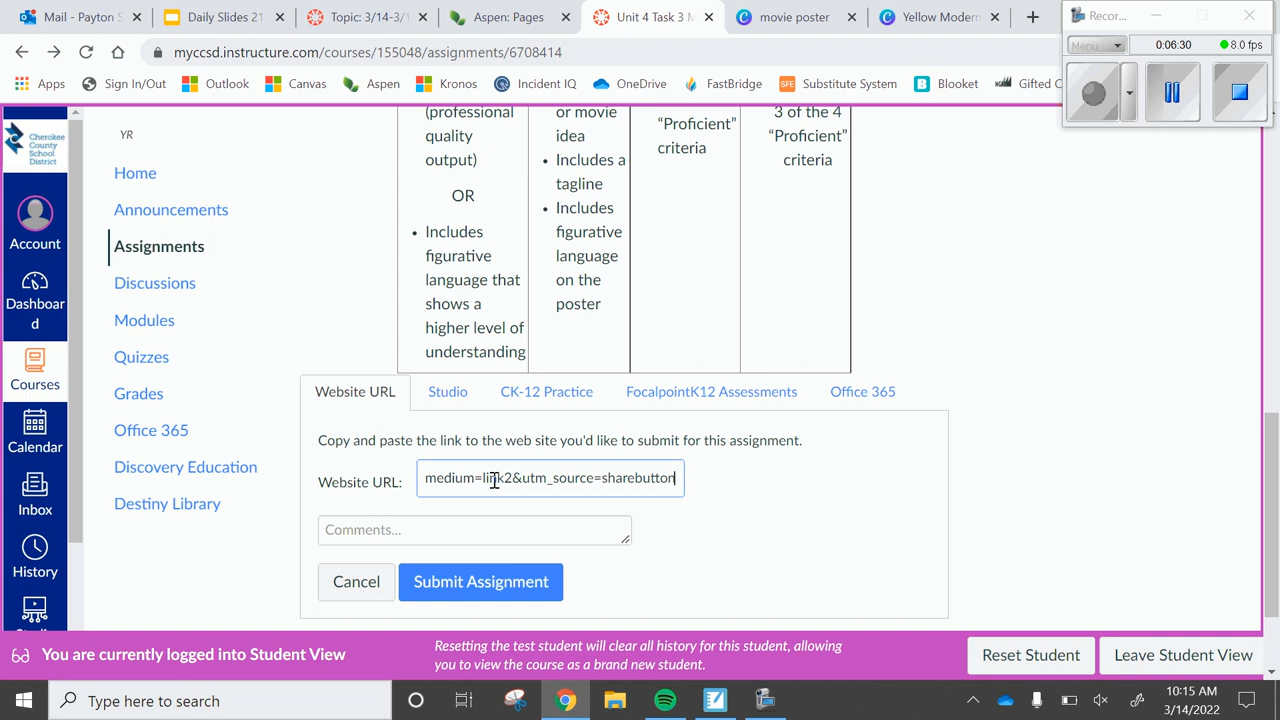 Mail - Payton S
Daily Slides 21
Topic: 3/14-3/1
Aspen: Pages
Unit 4 Task 3 M
movie poster
Yellow Modern
Recor...
myccsd.instructure.com/courses/155048/assignments/6708414
Menu
0:06:30
8.0 fps
Apps
Sign In/Out
Outlook
Canvas
Aspen
Kronos
Incident IQ
OneDrive
FastBridge
SFE
Substitute System
Blooket
Gifted C
Cherokee
County
School
District
Account
Dashboar
d
Courses
Calendar
Inbox
History
YR
Home
Announcements
Assignments
Discussions
Modules
Quizzes
Grades
Office 365
Discovery Education
Destiny Library
(professional
quality
output)
OR
• Includes
figurative
language that
shows a
higher level of
understanding
or movie
idea
• Includes a
tagline
• Includes
figurative
language
on the
poster
“Proficient”
criteria
3 of the 4
“Proficient”
criteria
Website URL
Studio
CK-12 Practice
FocalpointK12 Assessments
Office 365
Copy and paste the link to the web site you'd like to submit for this assignment.
Website URL:
medium=link2&utm_source=sharebutton
Comments...
Cancel
Submit Assignment
You are currently logged into Student View
Resetting the test student will clear all history for this student, allowing
you to view the course as a brand new student.
Reset Student
Leave Student View
Type here to search
10:15 AM
3/14/2022